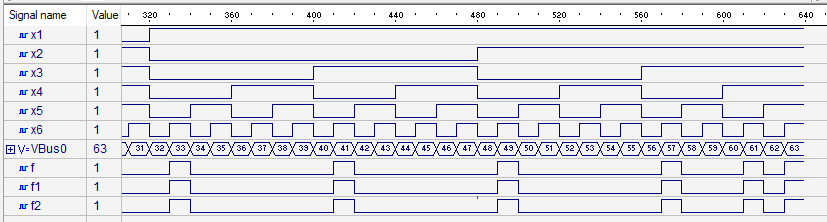 Signal name Value 320 360 400 440 480 520 560 600 640
x1 1
x2 1
x3 1
x4 1
x5 1
x6 1
V= VBus0 63 31 32 33 34 35 36 37 38 39 40 41 42 43 44 45 46 47 48 49 50 51 52 53 54 55 56 57 58 59 60 61 62 63
f 1
f1 1
f2 1